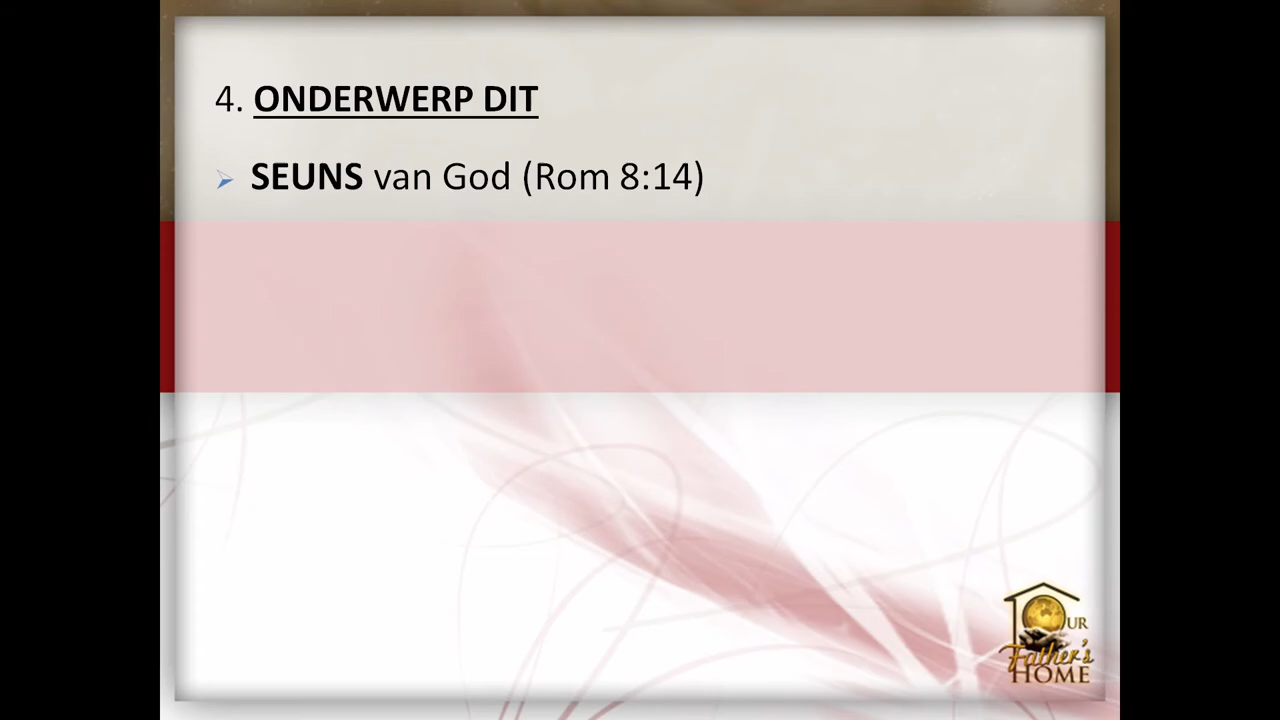 4. ONDERWERP DIT
➢ SEUNS van God (Rom 8:14)
OUR
Father's
HOME